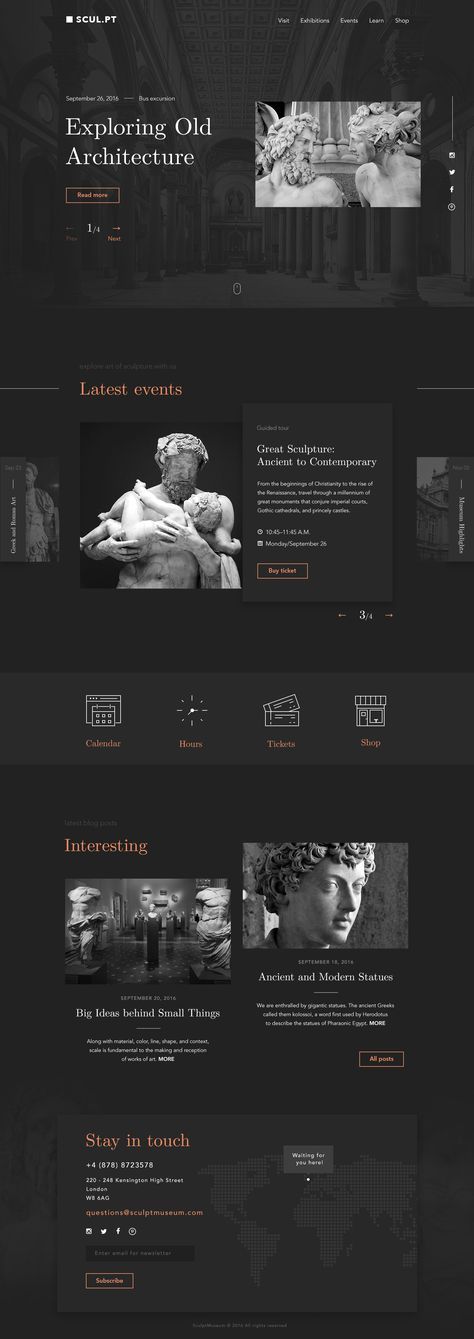 SCUL.PT
Visit Exhibitions Events Learn Shop
September 26, 2016 — Bus excursion
Exploring Old
Architecture
Read more
← 1/4 →
Prev Next
explore art of sculpture with us
Latest events
Sep 23
Greek and Roman Art
Guided tour
Great Sculpture:
Ancient to Contemporary
From the beginnings of Christianity to the rise of
the Renaissance, travel through a millennium of
great monuments that conjure imperial courts,
Gothic cathedrals, and princely castles.
10:45–11:45 A.M.
Monday/September 26
Buy ticket
Nov 02
Museum Highlights
← 3/4 →
Calendar
Hours
Tickets
Shop
latest blog posts
Interesting
SEPTEMBER 20, 2016
Big Ideas behind Small Things
Along with material, color, line, shape, and context,
scale is fundamental to the making and reception
of works of art. MORE
SEPTEMBER 18, 2016
Ancient and Modern Statues
We are enthralled by gigantic statues. The ancient Greeks
called them kolossoi, a word first used by Herodotus
to describe the statues of Pharaonic Egypt. MORE
All posts
Stay in touch
+4 (878) 8723578
220 - 248 Kensington High Street
London
W8 6AG
questions@sculptmuseum.com
Enter email for newsletter
Subscribe
Waiting for
you here!
SculptMuseum © 2016 All rights reserved